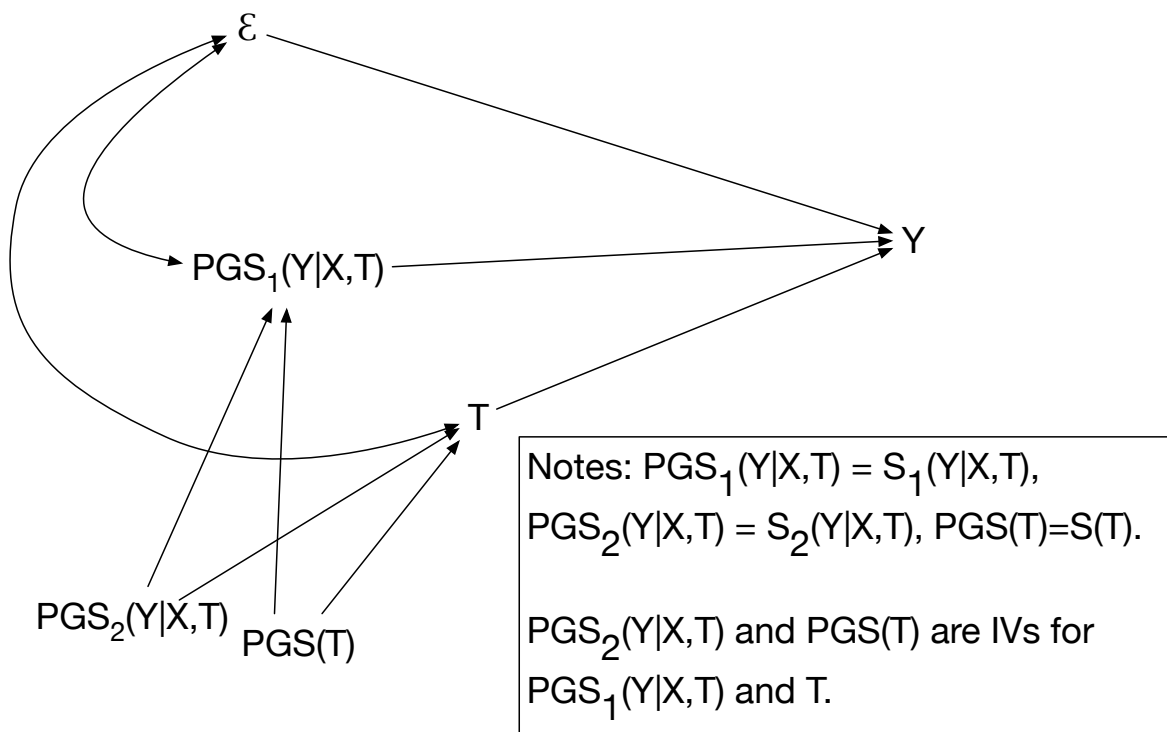 ε
Y
PGS₁(Y|X,T)
T
PGS₂(Y|X,T)
PGS(T)
Notes: PGS₁(Y|X,T) = S₁(Y|X,T),
PGS₂(Y|X,T) = S₂(Y|X,T), PGS(T)=S(T).
PGS₂(Y|X,T) and PGS(T) are IVs for
PGS₁(Y|X,T) and T.